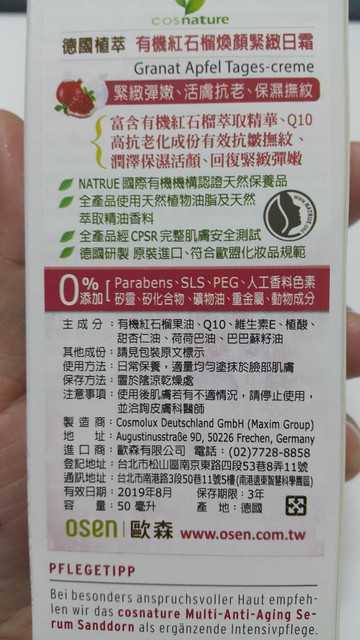 cosnature
德國植萃 有機紅石榴煥顏緊緻日霜
Granat Apfel Tages-creme
緊緻彈嫩、活膚抗老、保濕撫紋
富含有機紅石榴萃取精華、Q10
高抗老化成份有效抗皺撫紋、
潤澤保濕活顏、回復緊緻彈嫩
NATRUE 國際有機機構認證天然保養品
全產品使用天然植物油脂及天然
萃取精油香料
全產品經 CPSR 完整肌膚安全測試
德國研製 原裝進口、符合歐盟化妝品規範
0% 添加 Parabens、SLS、PEG、人工香料色素
矽靈、矽化合物、礦物油、重金屬、動物成分
主成分：有機紅石榴果油、Q10、維生素E、植酸、
甜杏仁油、荷荷芭油、巴巴蘇籽油
其他成份：請見包裝原文標示
使用方法：日常保養，適量均勻塗抹於臉部肌膚
保存方法：置於陰涼乾燥處
注意事項：使用後肌膚若有不適情況，請停止使用，
並洽詢皮膚科醫師
製造商：Cosmolux Deutschland GmbH (Maxim Group)
地址：Augustinusstraße 9D, 50226 Frechen, Germany
進口商：歐森有限公司 電話：(02)7728-8858
登記地址：台北市松山區南京東路四段53巷8弄11號
通訊地址：台北市南港路3段50巷11號5樓(南港遠東智慧科學園區)
有效日期：2019年8月 保存期限：3年
容量：50 毫升 產地：德國
osen 歐森 www.osen.com.tw
PFLEGETIPP
Bei besonders anspruchsvoller Haut empfeh-
len wir das cosnature Multi-Anti-Aging Se-
rum Sanddorn als ergänzende Intensivpflege.